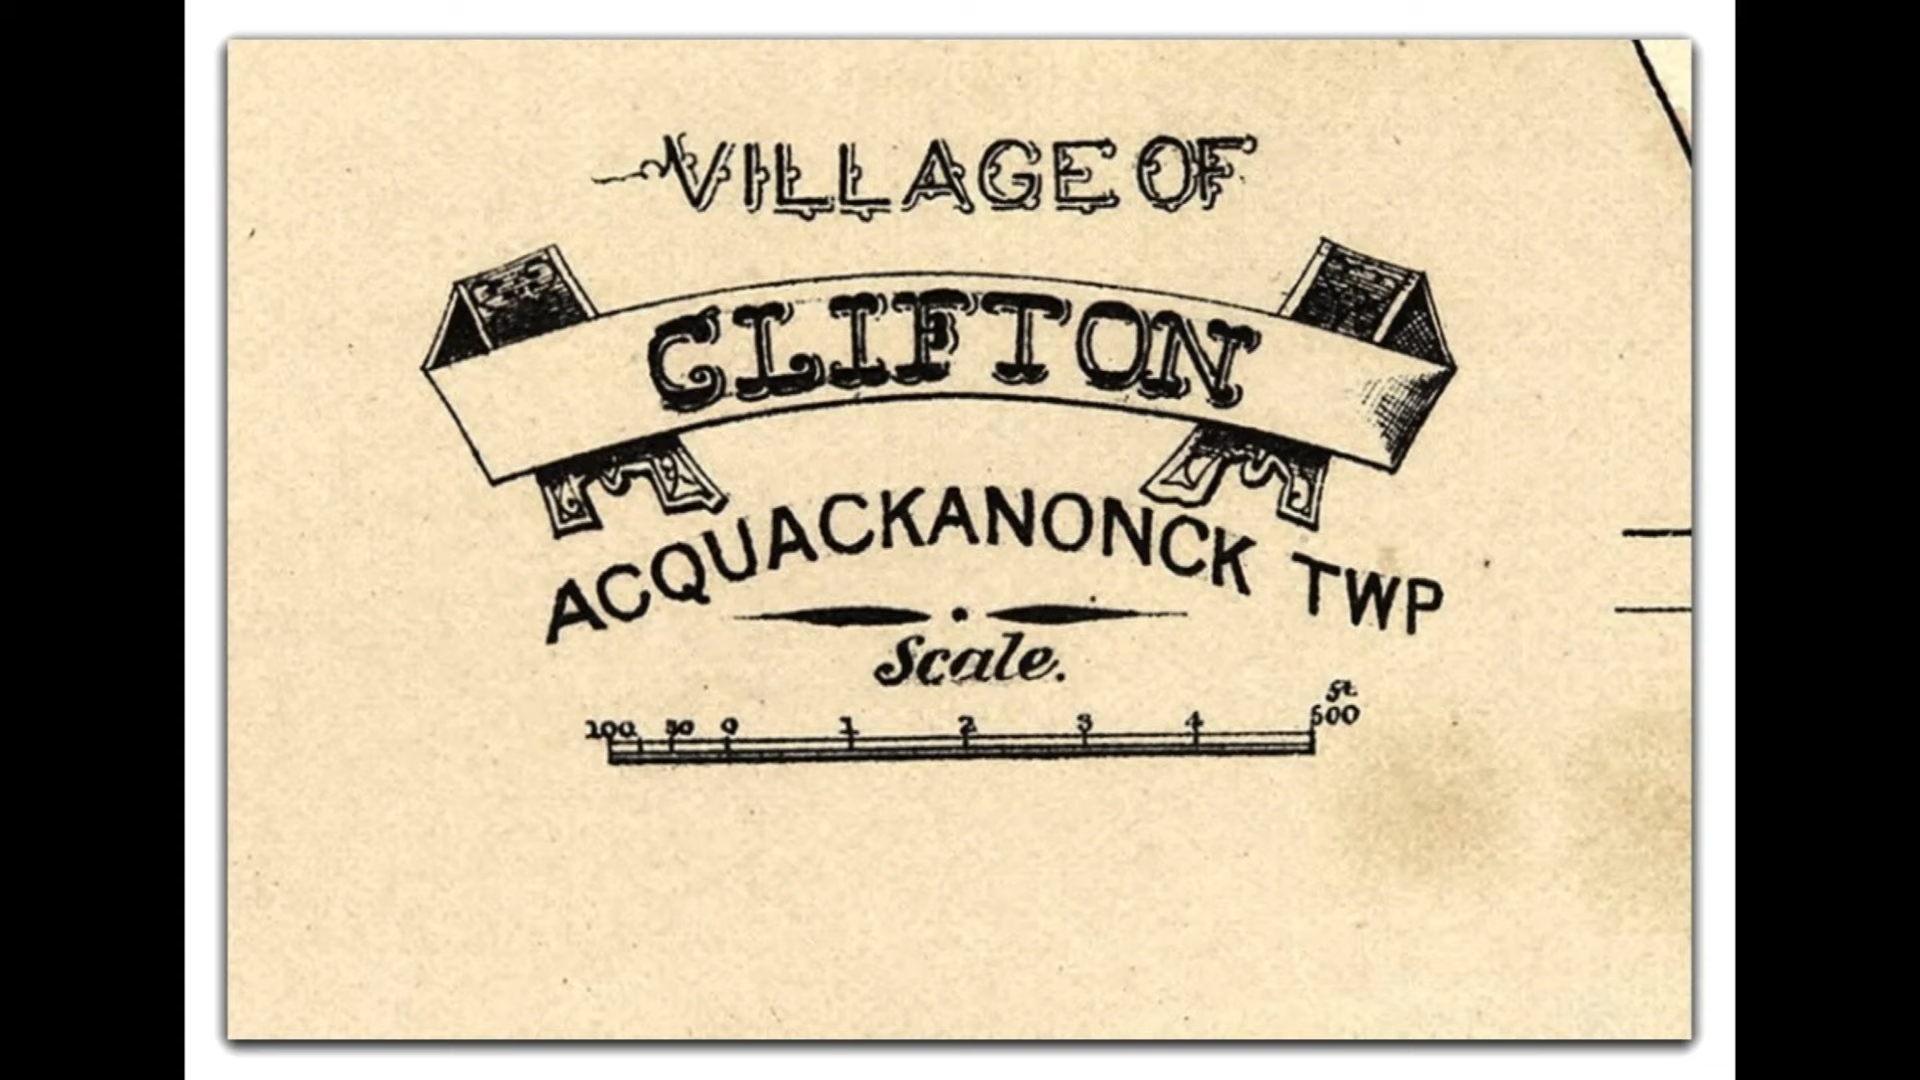 VILLAGE OF
CLIFTON
ACQUACKANONCK TWP
Scale.
ft.
100 50 0 1 2 3 4 500